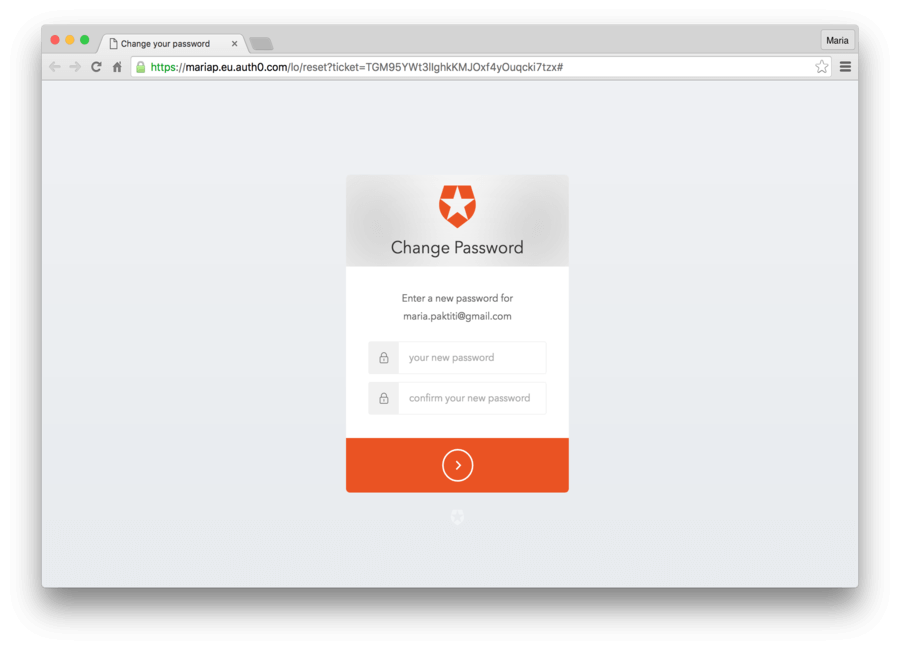 Change your password
Maria
https://mariap.eu.auth0.com/lo/reset?ticket=TGM95YWt3lIghkKMJOxf4yOuqcki7tzx#
Change Password
Enter a new password for
maria.paktiti@gmail.com
your new password
confirm your new password